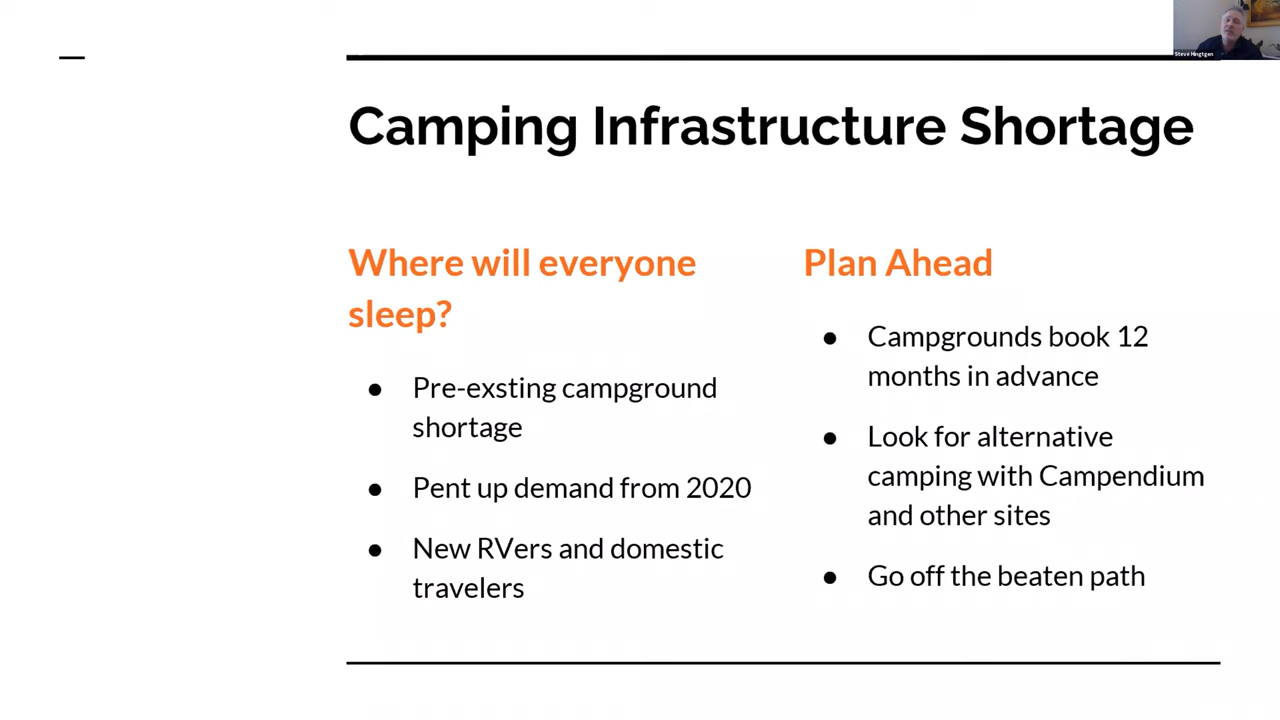 Steve Hingtgen
Camping Infrastructure Shortage
Where will everyone
sleep?
● Pre-exsting campground
shortage
● Pent up demand from 2020
● New RVers and domestic
travelers
Plan Ahead
● Campgrounds book 12
months in advance
● Look for alternative
camping with Campendium
and other sites
● Go off the beaten path